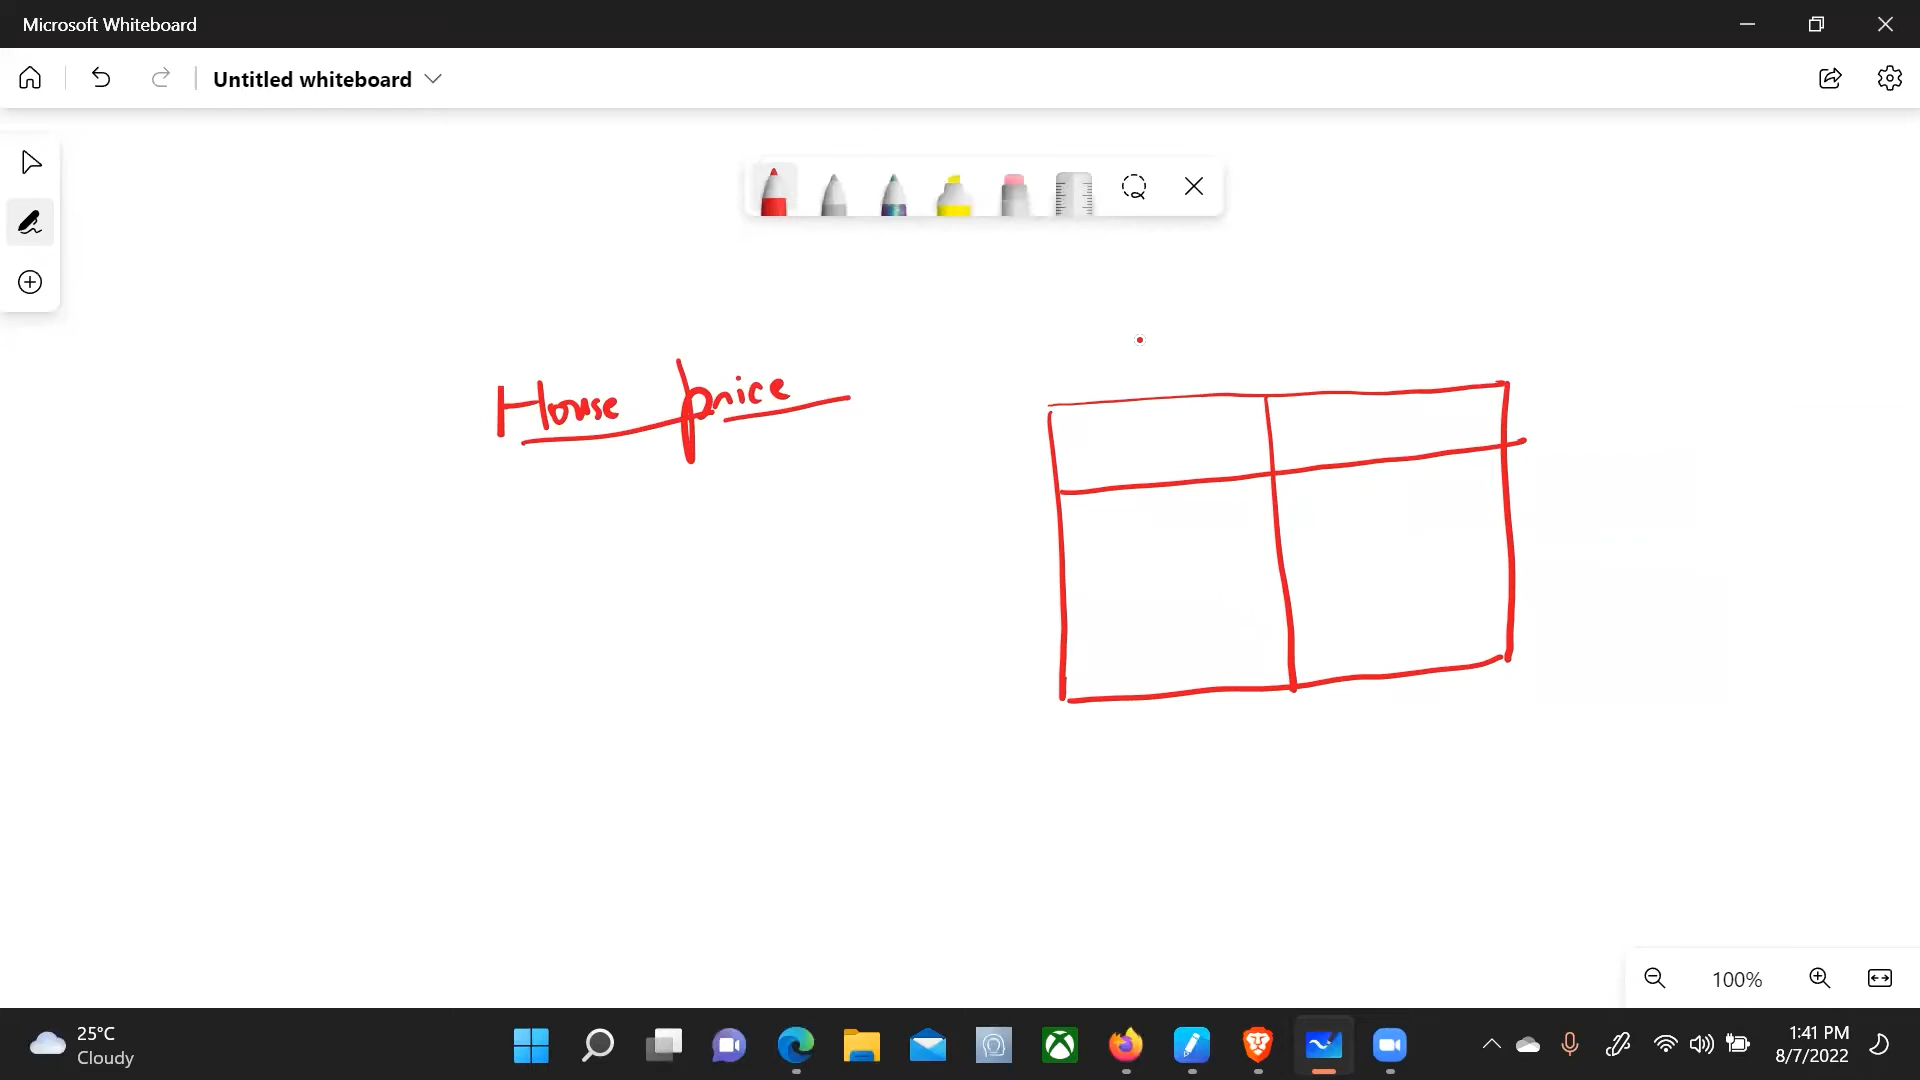 Microsoft Whiteboard
Untitled whiteboard
House price
100%
25°C
Cloudy
1:41 PM
8/7/2022